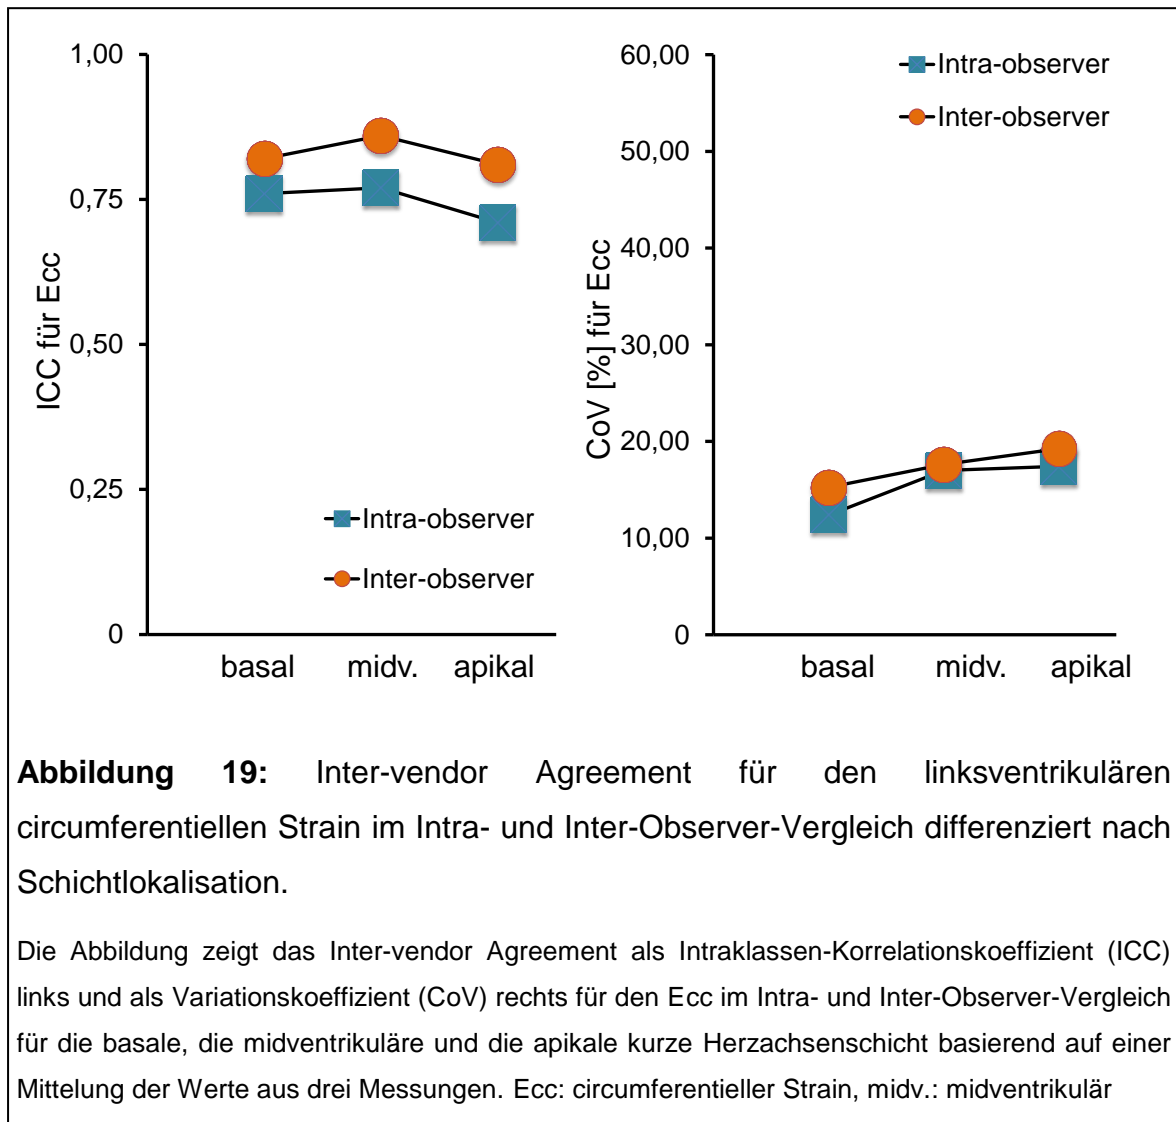 1,00
0,75
0,50
0,25
0
ICC für Ecc
Intra-observer
Inter-observer
basal midv. apikal
60,00
50,00
40,00
30,00
20,00
10,00
0
CoV [%] für Ecc
Intra-observer
Inter-observer
basal midv. apikal
Abbildung 19: Inter-vendor Agreement für den linksventrikulären
circumferentiellen Strain im Intra- und Inter-Observer-Vergleich differenziert nach
Schichtlokalisation.
Die Abbildung zeigt das Inter-vendor Agreement als Intraklassen-Korrelationskoeffizient (ICC)
links und als Variationskoeffizient (CoV) rechts für den Ecc im Intra- und Inter-Observer-Vergleich
für die basale, die midventrikuläre und die apikale kurze Herzachsenschicht basierend auf einer
Mittelung der Werte aus drei Messungen. Ecc: circumferentieller Strain, midv.: midventrikulär